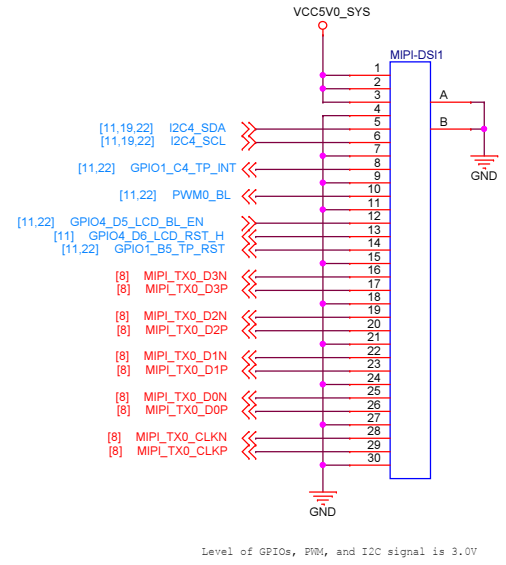 VCC5V0_SYS
MIPI-DSI1
1
2
3
A
4
[11,19,22] I2C4_SDA 5
B
[11,19,22] I2C4_SCL 6
7
[11,22] GPIO1_C4_TP_INT 8
GND
9
[11,22] PWM0_BL 10
11
[11,22] GPIO4_D5_LCD_BL_EN 12
[11] GPIO4_D6_LCD_RST_H 13
[11,22] GPIO1_B5_TP_RST 14
15
[8] MIPI_TX0_D3N 16
[8] MIPI_TX0_D3P 17
18
[8] MIPI_TX0_D2N 19
[8] MIPI_TX0_D2P 20
21
[8] MIPI_TX0_D1N 22
[8] MIPI_TX0_D1P 23
24
[8] MIPI_TX0_D0N 25
[8] MIPI_TX0_D0P 26
27
[8] MIPI_TX0_CLKN 28
[8] MIPI_TX0_CLKP 29
30
GND
Level of GPIOs, PWM, and I2C signal is 3.0V